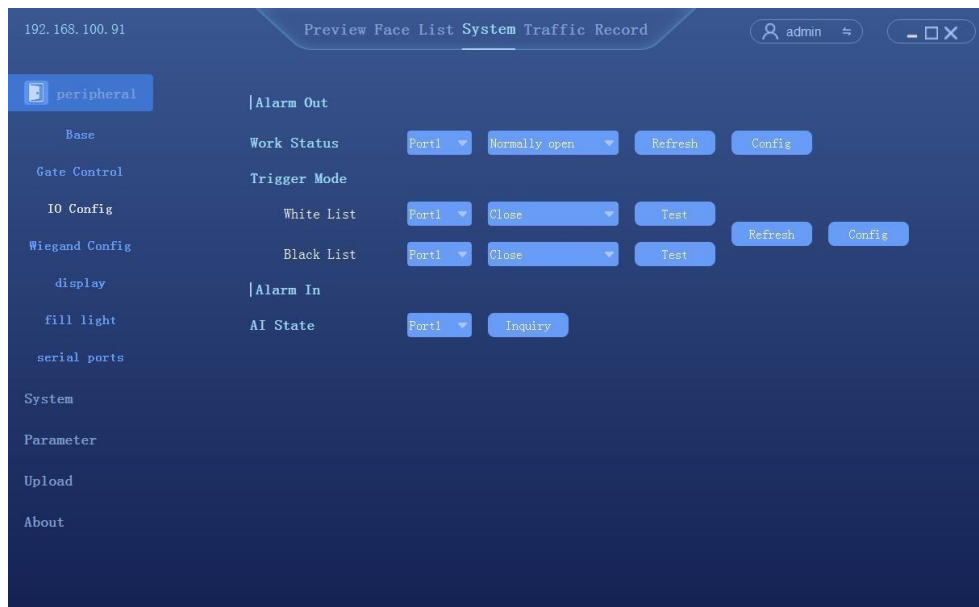 192.168.100.91
Preview Face List System Traffic Record
admin
peripheral
Base
Gate Control
IO Config
Wiegand Config
display
fill light
serial ports
System
Parameter
Upload
About
Alarm Out
Work Status Port1 Normally open Refresh Config
Trigger Mode
White List Port1 Close Test
Refresh Config
Black List Port1 Close Test
Alarm In
AI State Port1 Inquiry